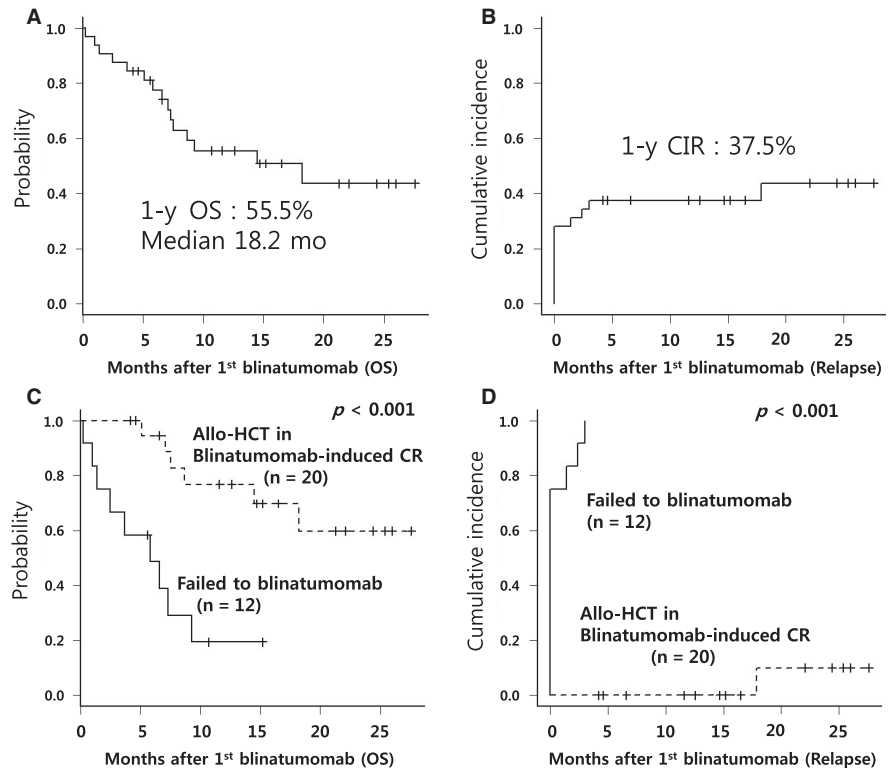 A
1.0
0.8
0.6
0.4
0.2
0.0
Probability
1-y OS : 55.5%
Median 18.2 mo
0 5 10 15 20 25
Months after 1st blinatumomab (OS)
B
1.0
0.8
0.6
0.4
0.2
0.0
Cumulative incidence
1-y CIR : 37.5%
0 5 10 15 20 25
Months after 1st blinatumomab (Relapse)
C
1.0
0.8
0.6
0.4
0.2
0.0
Probability
p < 0.001
Allo-HCT in
Blinatumomab-induced CR
(n = 20)
Failed to blinatumomab
(n = 12)
0 5 10 15 20 25
Months after 1st blinatumomab (OS)
D
1.0
0.8
0.6
0.4
0.2
0.0
Cumulative incidence
p < 0.001
Failed to blinatumomab
(n = 12)
Allo-HCT in
Blinatumomab-induced CR
(n = 20)
0 5 10 15 20 25
Months after 1st blinatumomab (Relapse)